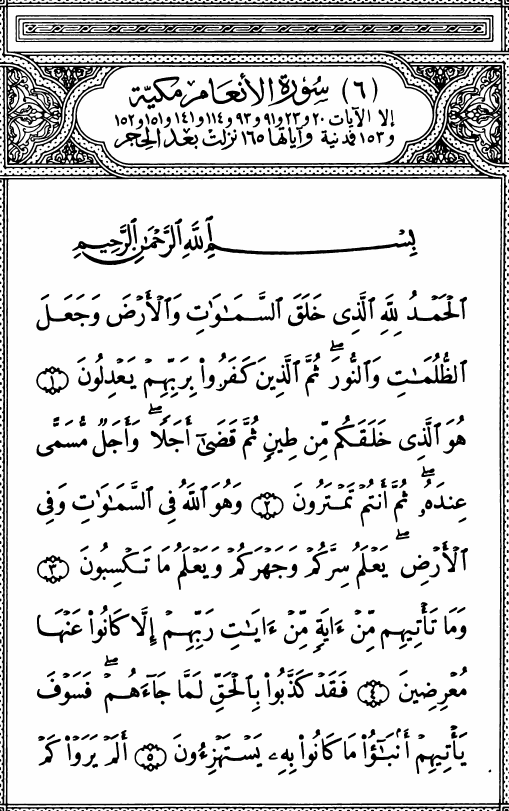 (٦) سُورَةُ الأَنعَامِ مَكيّة
إلا الآيات ٢٠ و٢٣ و٩١ و٩٣ و١١٤ و١٤١ و١٥١ و١٥٢
و١٥٣ فمدنية وآياتها ١٦٥ نزلت بعد الحجر
بِسْمِ ٱللَّهِ ٱلرَّحْمَٰنِ ٱلرَّحِيمِ
ٱلْحَمْدُ لِلَّهِ ٱلَّذِى خَلَقَ ٱلسَّمَٰوَٰتِ وَٱلْأَرْضَ وَجَعَلَ
ٱلظُّلُمَٰتِ وَٱلنُّورَۖ ثُمَّ ٱلَّذِينَ كَفَرُوا۟ بِرَبِّهِمْ يَعْدِلُونَ ١
هُوَ ٱلَّذِى خَلَقَكُم مِّن طِينٍ ثُمَّ قَضَىٰٓ أَجَلًاۖ وَأَجَلٌ مُّسَمًّى
عِندَهُۥۖ ثُمَّ أَنتُمْ تَمْتَرُونَ ٢ وَهُوَ ٱللَّهُ فِى ٱلسَّمَٰوَٰتِ وَفِى
ٱلْأَرْضِۖ يَعْلَمُ سِرَّكُمْ وَجَهْرَكُمْ وَيَعْلَمُ مَا تَكْسِبُونَ ٣
وَمَا تَأْتِيهِم مِّنْ ءَايَةٍ مِّنْ ءَايَٰتِ رَبِّهِمْ إِلَّا كَانُوا۟ عَنْهَا
مُعْرِضِينَ ٤ فَقَدْ كَذَّبُوا۟ بِٱلْحَقِّ لَمَّا جَآءَهُمْۖ فَسَوْفَ
يَأْتِيهِمْ أَنۢبَٰٓؤُا۟ مَا كَانُوا۟ بِهِۦ يَسْتَهْزِءُونَ ٥ أَلَمْ يَرَوْا۟ كَمْ